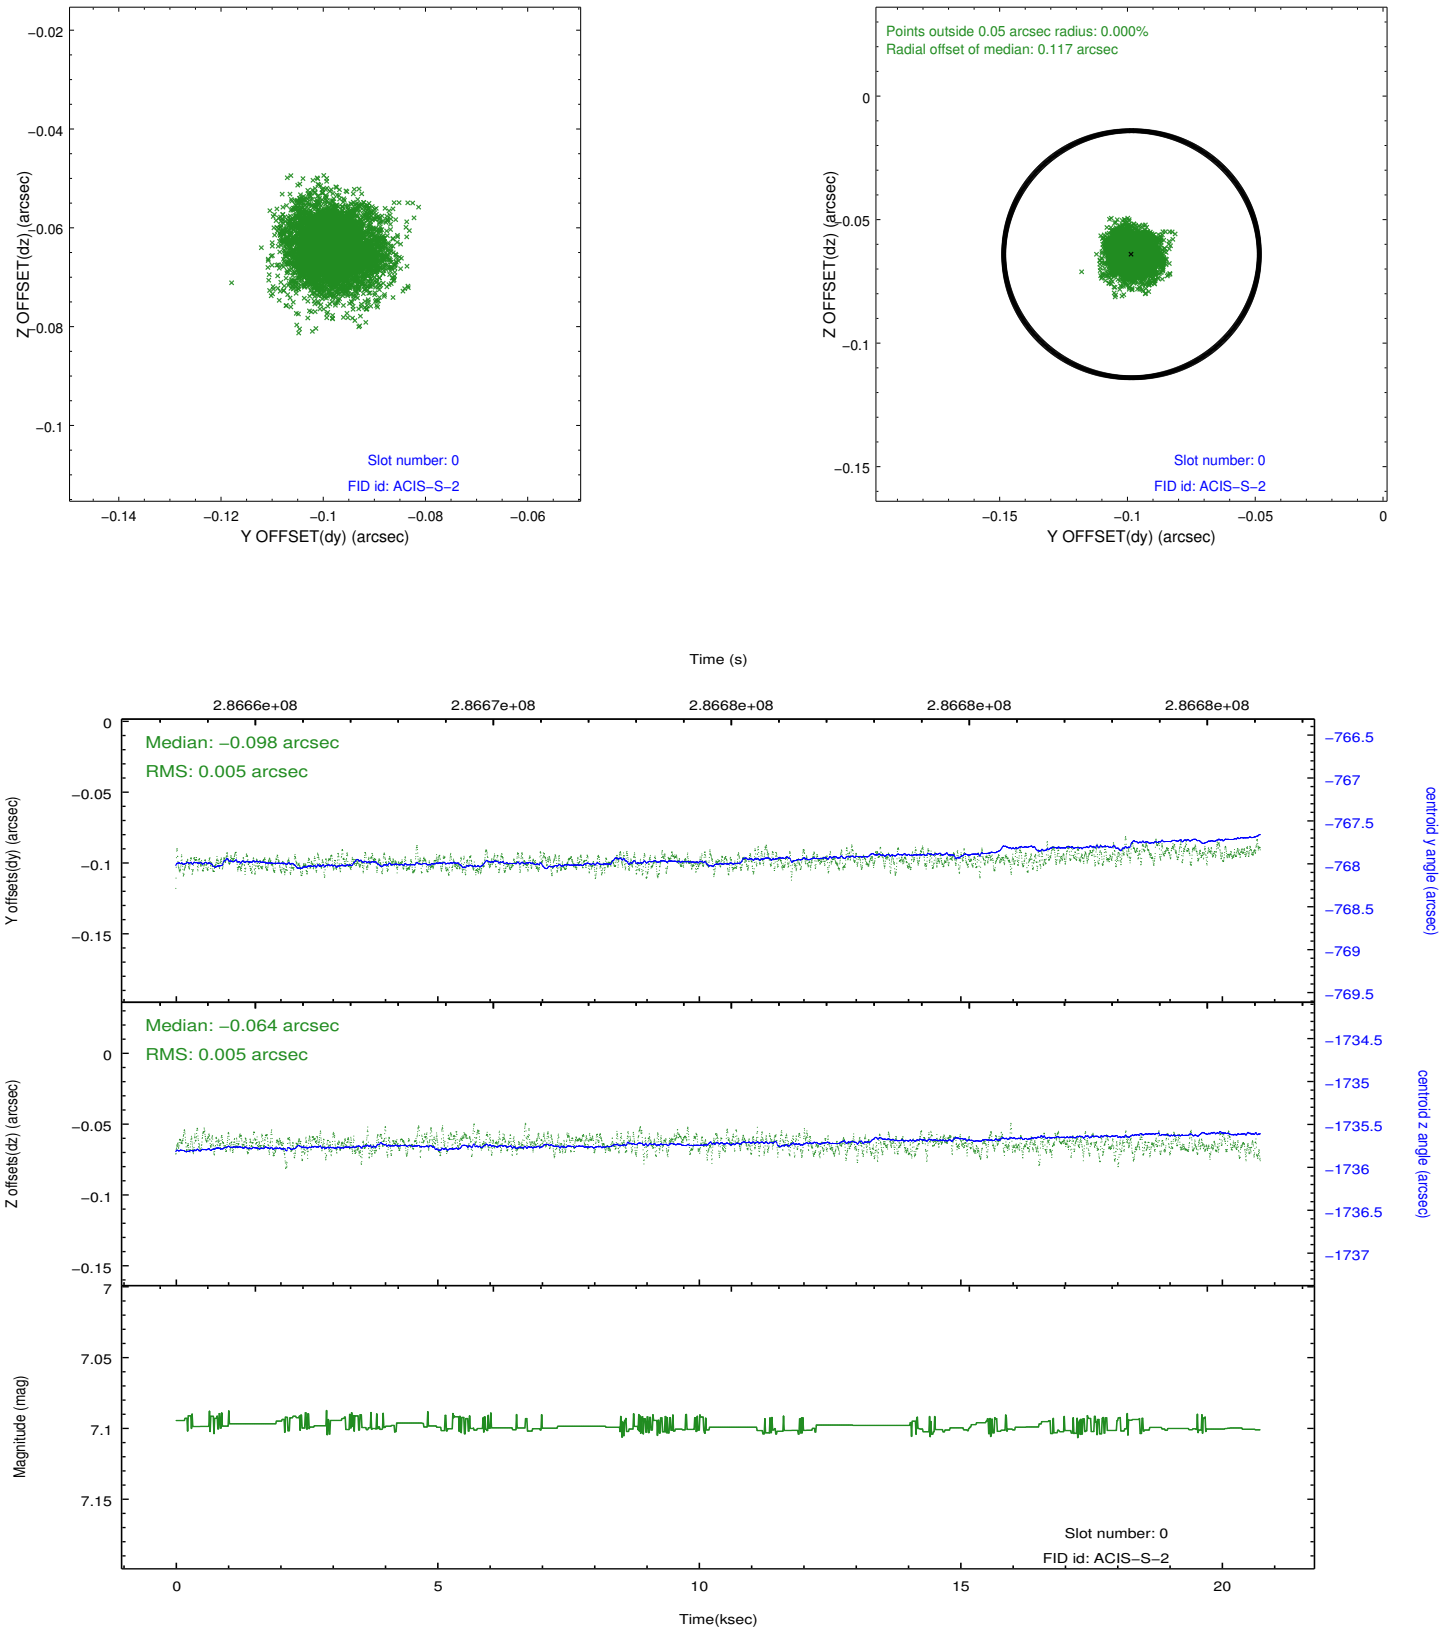 −0.02
−0.04
−0.06
−0.08
−0.1
Z OFFSET(dz) (arcsec)
Slot number: 0
FID id: ACIS−S−2
−0.14 −0.12 −0.1 −0.08 −0.06
Y OFFSET(dy) (arcsec)
Points outside 0.05 arcsec radius: 0.000%
Radial offset of median: 0.117 arcsec
0
−0.05
−0.1
−0.15
Z OFFSET(dz) (arcsec)
Slot number: 0
FID id: ACIS−S−2
−0.15 −0.1 −0.05 0
Y OFFSET(dy) (arcsec)
Time (s)
2.8666e+08 2.8667e+08 2.8668e+08 2.8668e+08 2.8668e+08
Median: −0.098 arcsec
RMS: 0.005 arcsec
0
−0.05
−0.1
−0.15
Y offsets(dy) (arcsec)
−766.5
−767
−767.5
−768
−768.5
−769
−769.5
centroid y angle (arcsec)
Median: −0.064 arcsec
RMS: 0.005 arcsec
0
−0.05
−0.1
−0.15
Z offsets(dz) (arcsec)
−1734.5
−1735
−1735.5
−1736
−1736.5
−1737
centroid z angle (arcsec)
7
7.05
7.1
7.15
Magnitude (mag)
Slot number: 0
FID id: ACIS−S−2
0 5 10 15 20
Time(ksec)